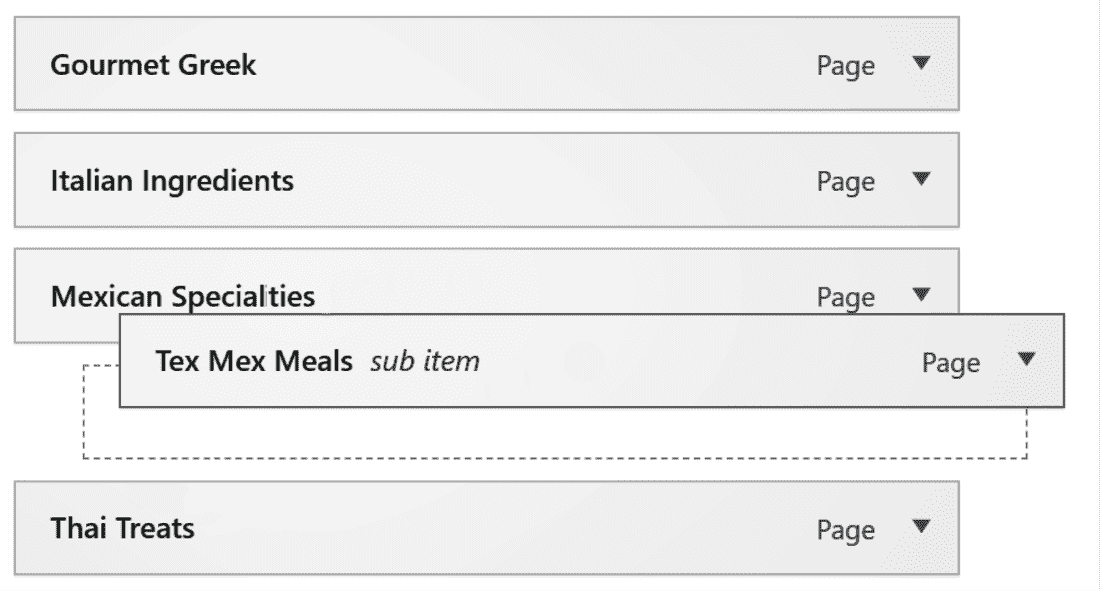 Gourmet Greek Page
Italian Ingredients Page
Mexican Specialties Page
Tex Mex Meals sub item Page
Thai Treats Page